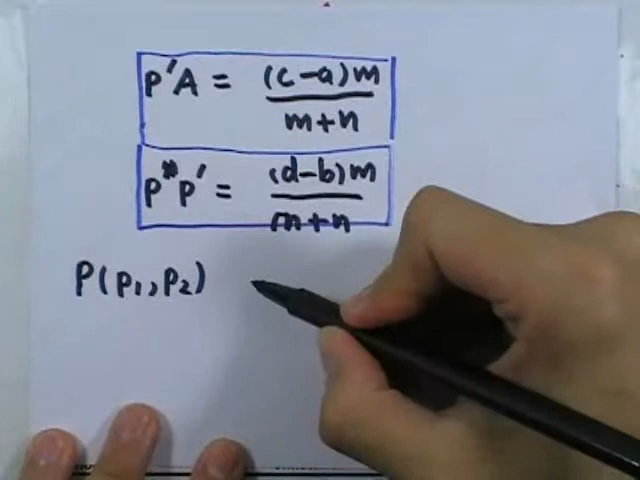 P'A = (c-a)m / m+n
P*P' = (d-b)m / m+n
P(P₁,P₂)